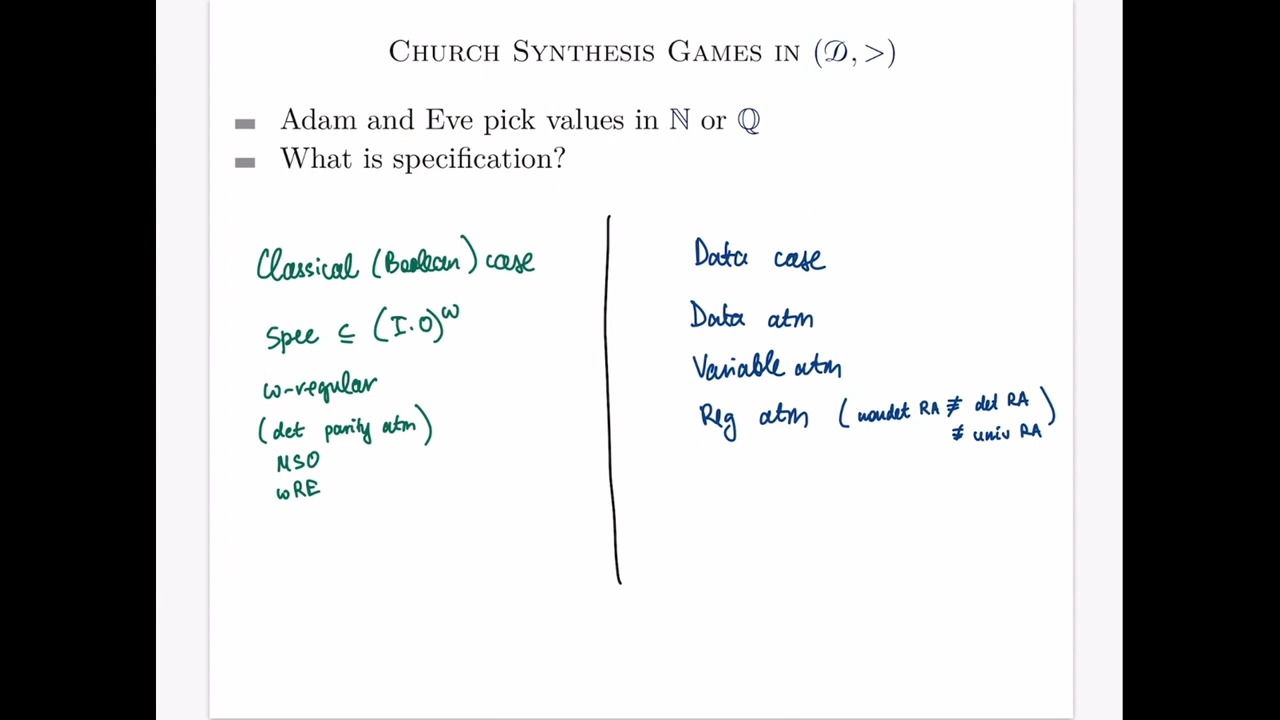 CHURCH SYNTHESIS GAMES IN (𝒟, >)
Adam and Eve pick values in ℕ or ℚ
What is specification?
Classical (Boolean) case
Spec ⊆ (I·O)^ω
ω-regular
(det parity atm)
MSO
ωRE
Data case
Data atm
Variable atm
Reg atm (nondet RA ≢ det RA
≢ univ RA)